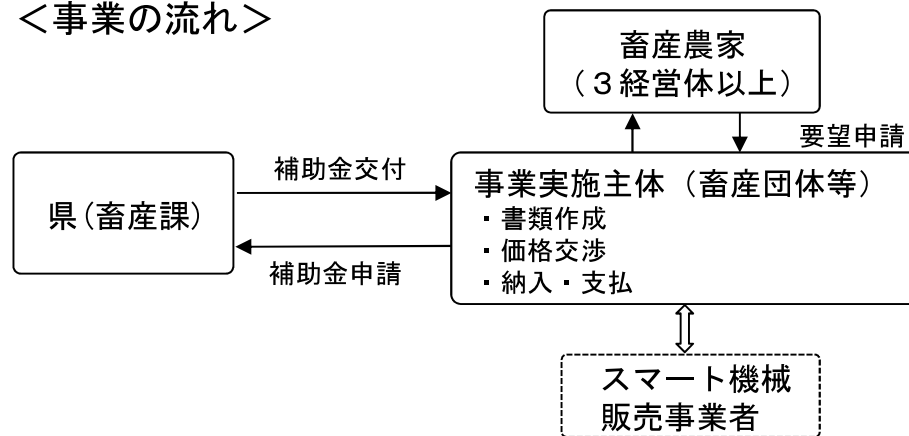 ＜事業の流れ＞
畜産農家
（３経営体以上）
要望申請
補助金交付
県(畜産課)
補助金申請
事業実施主体（畜産団体等）
・書類作成
・価格交渉
・納入・支払
スマート機械
販売事業者